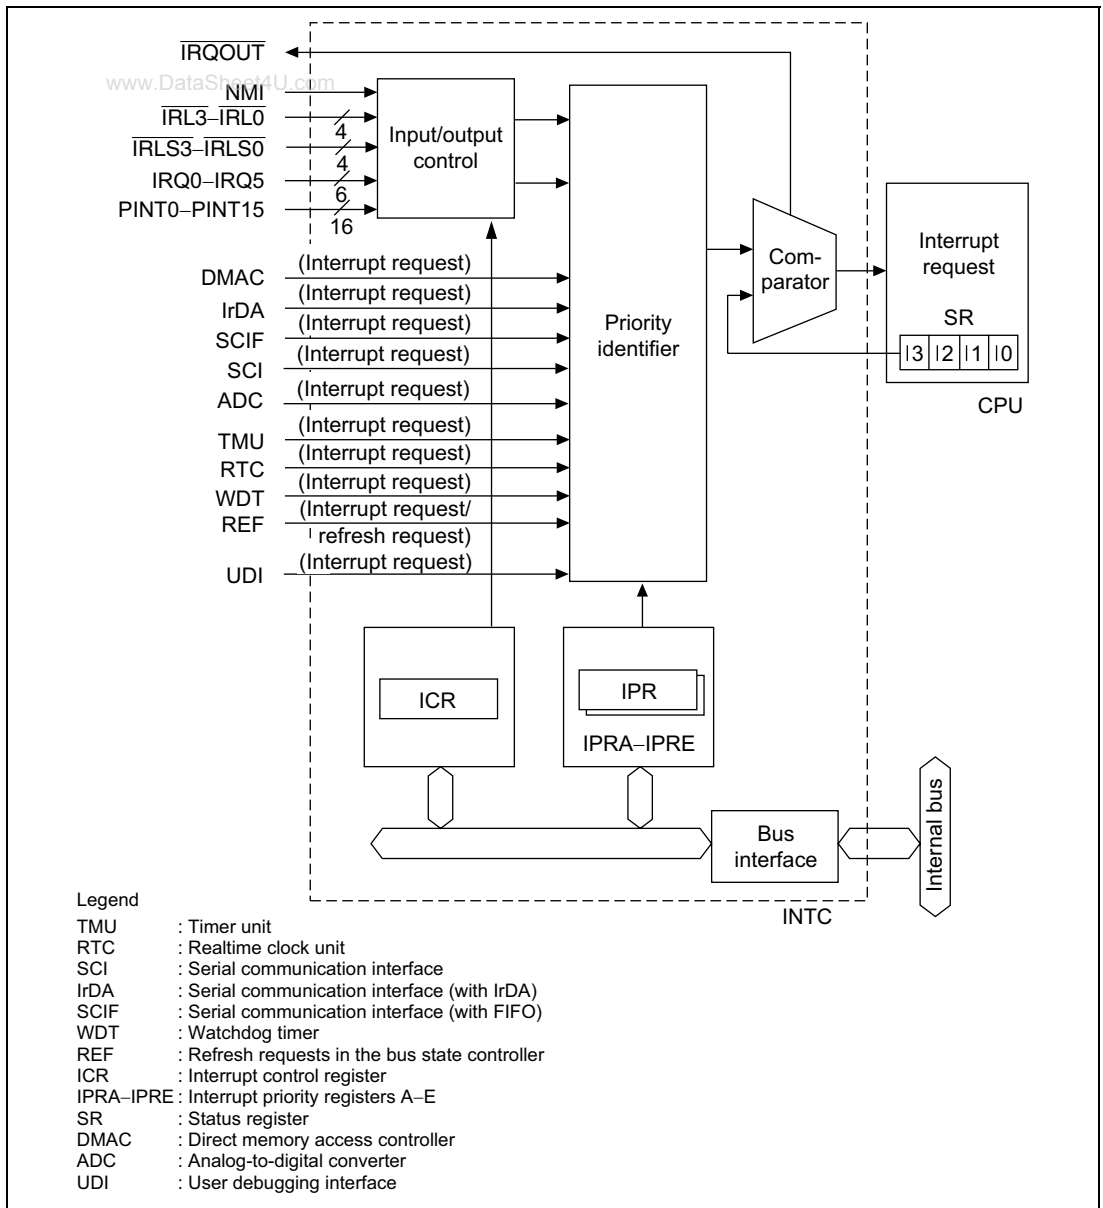 IRQOUT
www.DataSheet4U.com
NMI
IRL3–IRL0
4
IRLS3–IRLS0
4
IRQ0–IRQ5
6
PINT0–PINT15
16
Input/output
control
DMAC (Interrupt request)
IrDA (Interrupt request)
SCIF (Interrupt request)
SCI (Interrupt request)
ADC (Interrupt request)
TMU (Interrupt request)
RTC (Interrupt request)
WDT (Interrupt request)
REF (Interrupt request/
refresh request)
UDI (Interrupt request)
Priority
identifier
Com-
parator
Interrupt
request
SR
I3 I2 I1 I0
CPU
ICR
IPR
IPRA–IPRE
Bus
interface
Internal bus
INTC
Legend
TMU : Timer unit
RTC : Realtime clock unit
SCI : Serial communication interface
IrDA : Serial communication interface (with IrDA)
SCIF : Serial communication interface (with FIFO)
WDT : Watchdog timer
REF : Refresh requests in the bus state controller
ICR : Interrupt control register
IPRA–IPRE : Interrupt priority registers A–E
SR : Status register
DMAC : Direct memory access controller
ADC : Analog-to-digital converter
UDI : User debugging interface